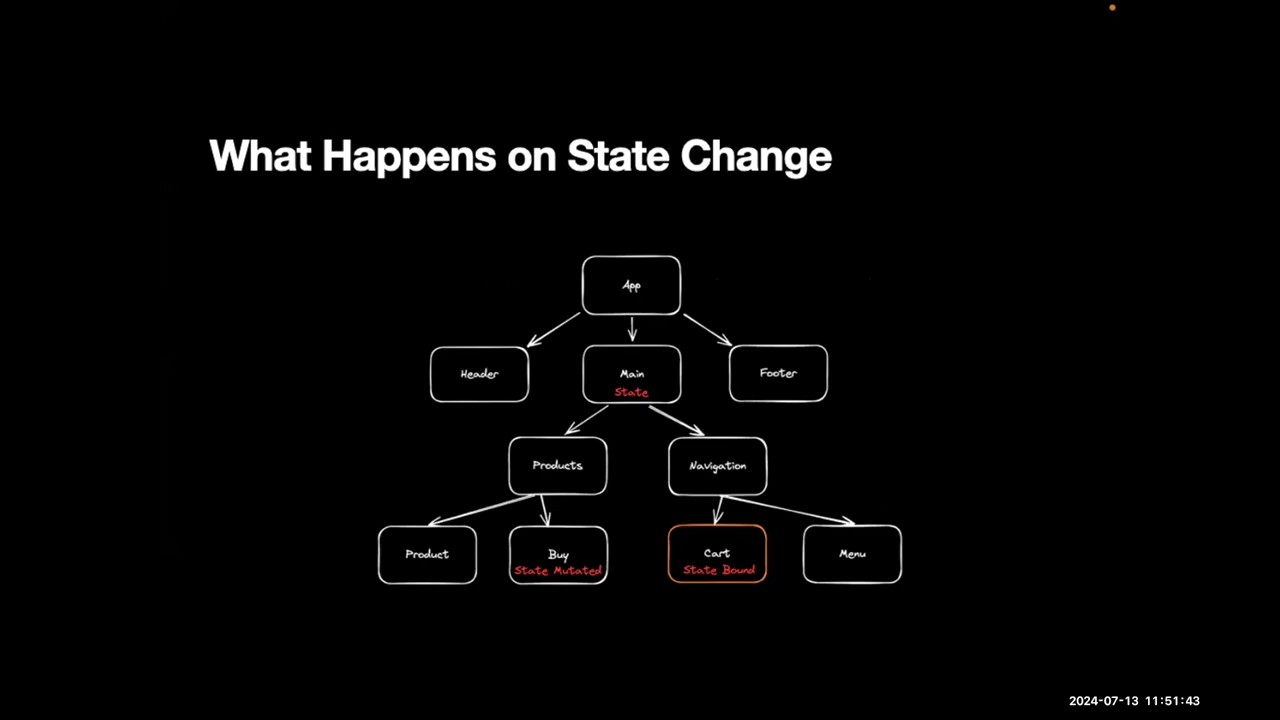 What Happens on State Change
App
Header
Main
State
Footer
Products
Navigation
Product
Buy
State Mutated
Cart
State Bound
Menu
2024-07-13 11:51:43